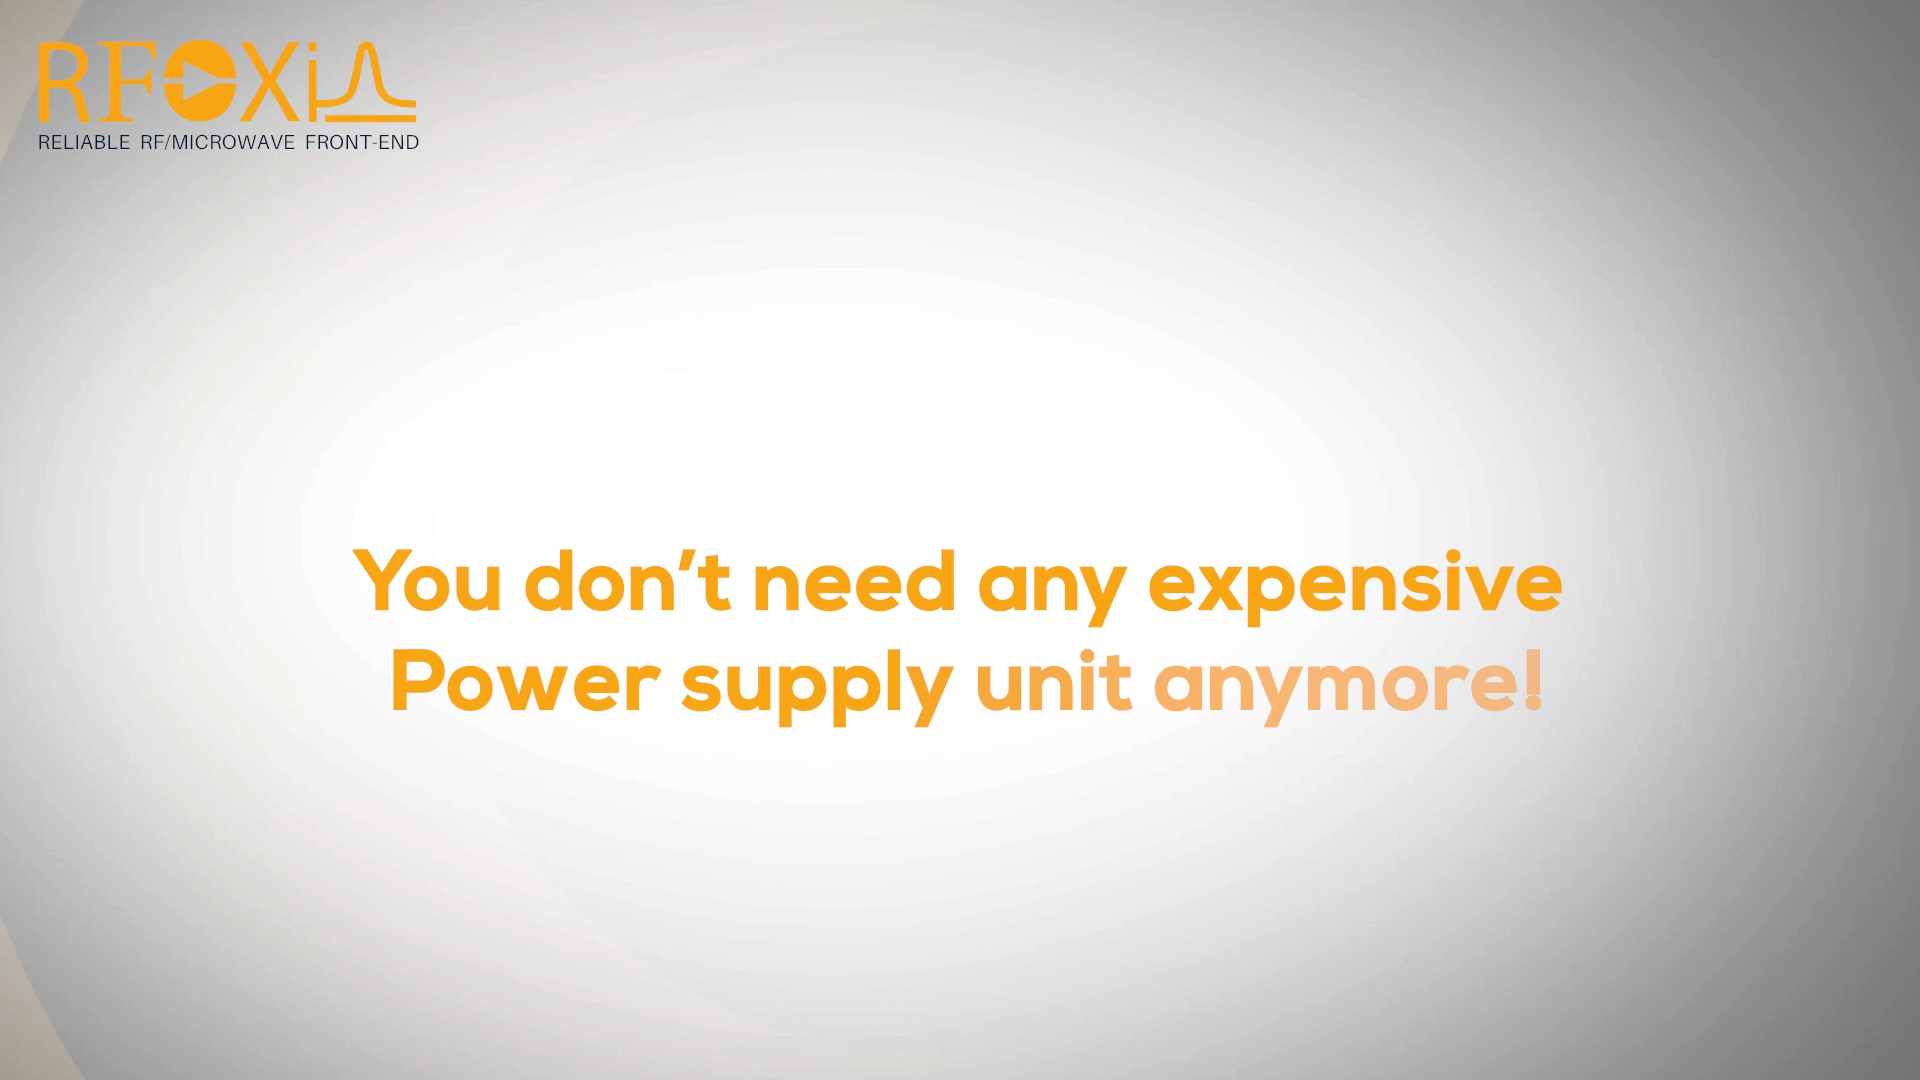 RFOXiA
RELIABLE RF/MICROWAVE FRONT-END
You don’t need any expensive
Power supply unit anymore!